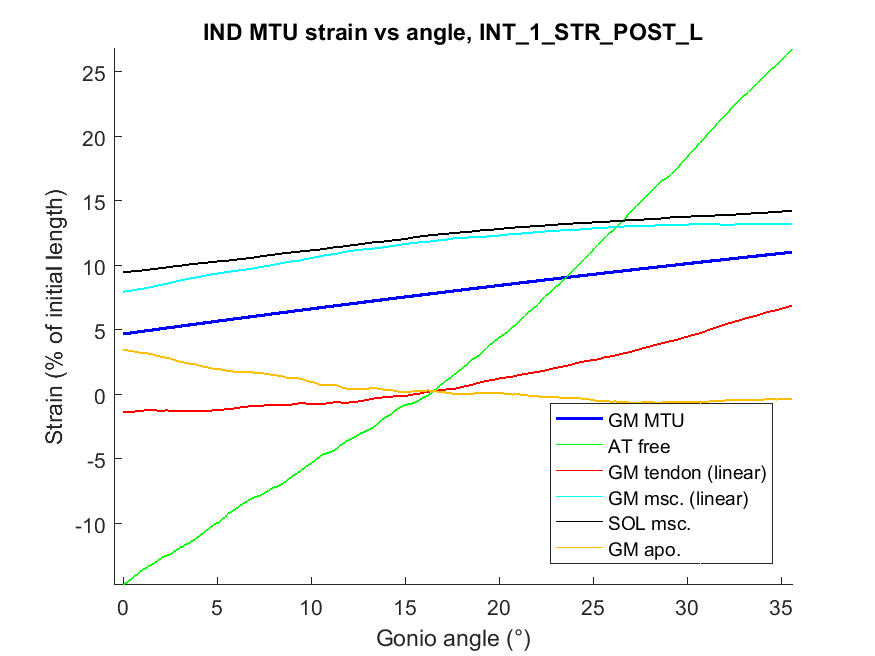 IND MTU strain vs angle, INT_1_STR_POST_L
Strain (% of initial length)
25
20
15
10
5
0
-5
-10
GM MTU
AT free
GM tendon (linear)
GM msc. (linear)
SOL msc.
GM apo.
0 5 10 15 20 25 30 35
Gonio angle (°)